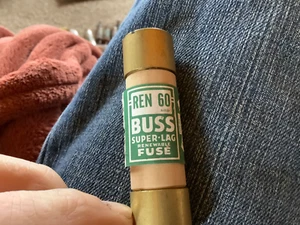 REN 60
BUSS
SUPER-LAG
RENEWABLE
FUSE